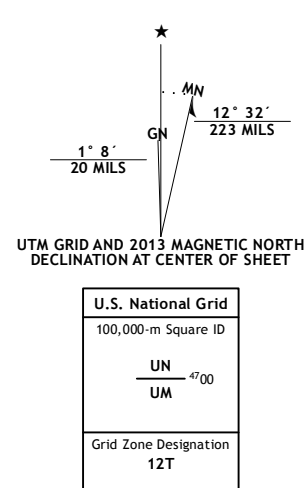 ★
MN
GN
12° 32´
223 MILS
1° 8´
20 MILS
UTM GRID AND 2013 MAGNETIC NORTH
DECLINATION AT CENTER OF SHEET
U.S. National Grid
100,000-m Square ID
UN
4700
UM
Grid Zone Designation
12T